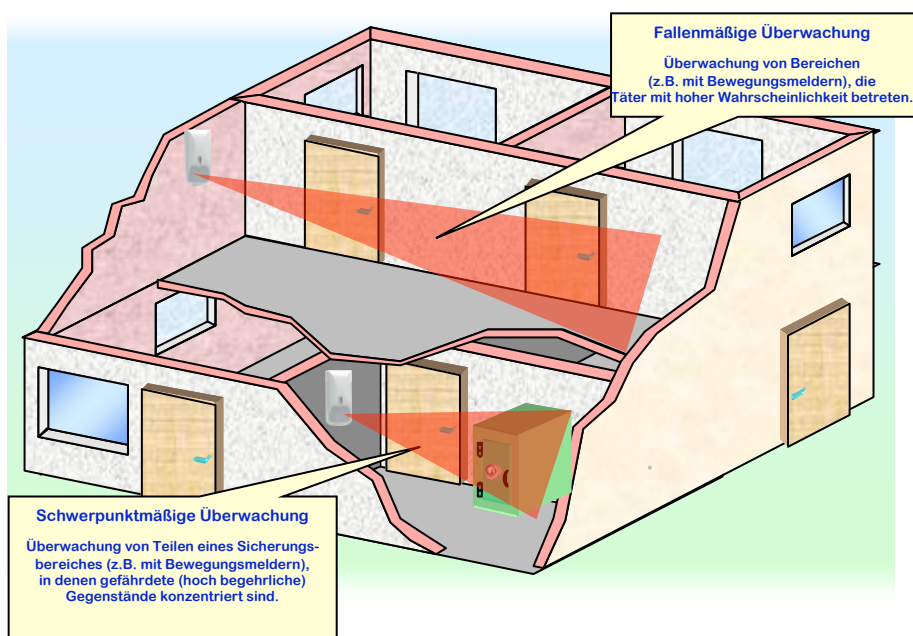 Fallenmäßige Überwachung
Überwachung von Bereichen
(z.B. mit Bewegungsmeldern), die
Täter mit hoher Wahrscheinlichkeit betreten.
Schwerpunktmäßige Überwachung
Überwachung von Teilen eines Sicherungs-
bereiches (z.B. mit Bewegungsmeldern),
in denen gefährdete (hoch begehrliche)
Gegenstände konzentriert sind.